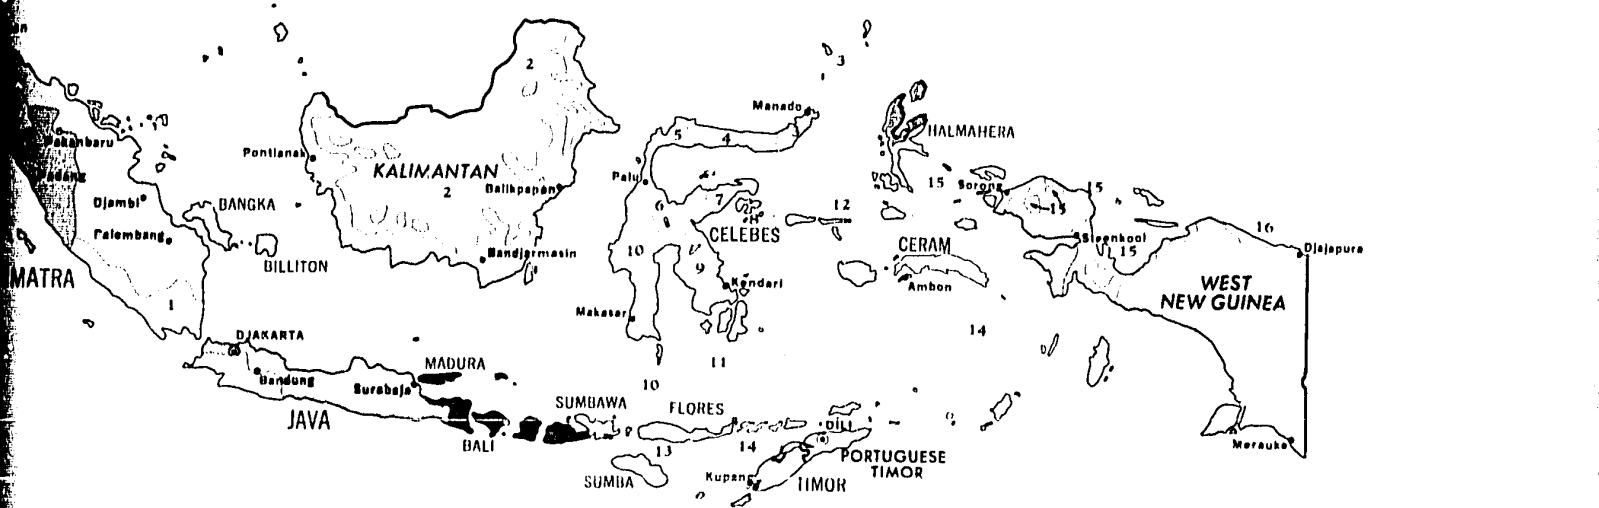 2
3
Manado
HALMAHERA
5
4
Pakanbaru
Pontianak
KALIMANTAN
2
Balikpapan
Palu
Padang
Djambi
BANGKA
Palembang
BILLITON
MATRA
1
Bandjermasin
6
7
CELEBES
12
15
Sorong
15
15
Steenkool
15
16
Djajapura
CERAM
Ambon
WEST
NEW GUINEA
10
9
Kendari
Makasar
14
11
10
DJAKARTA
Bandung
Surabaja
MADURA
JAVA
BALI
SUMBAWA
FLORES
13
14
SUMBA
DILI
PORTUGUESE
TIMOR
Kupang
TIMOR
Merauke